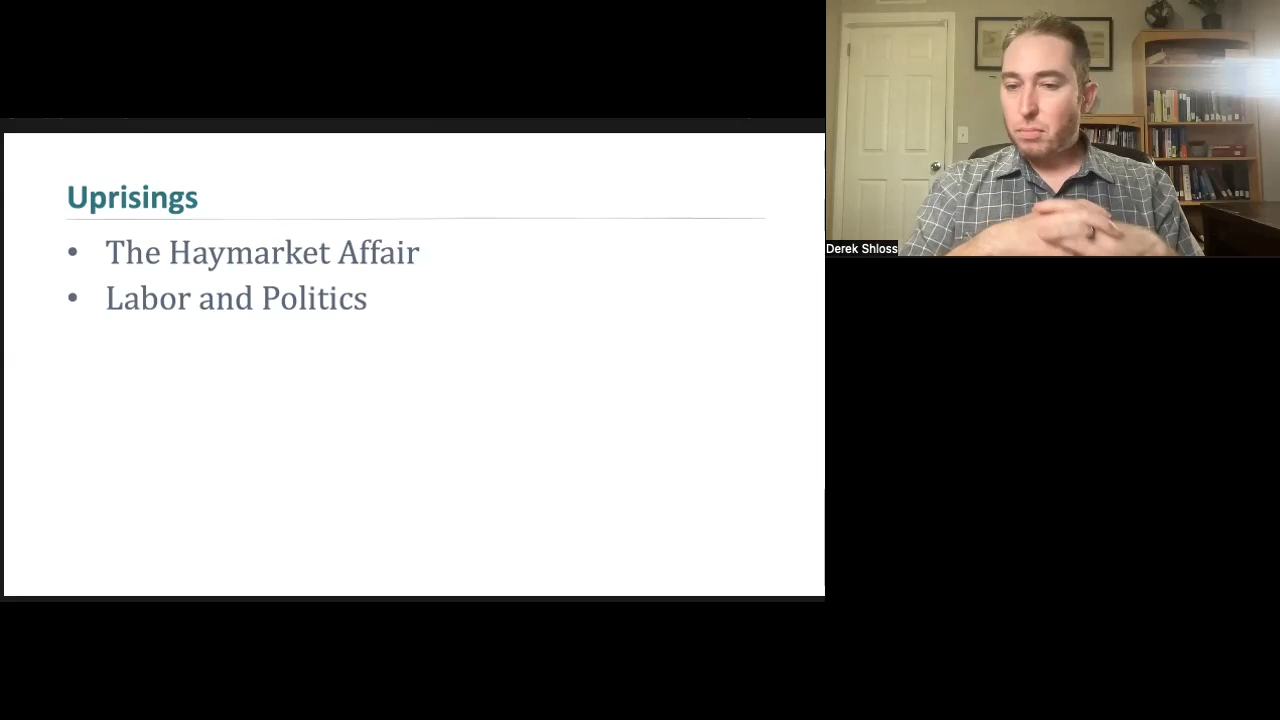 Uprisings
• The Haymarket Affair
• Labor and Politics
Derek Shloss